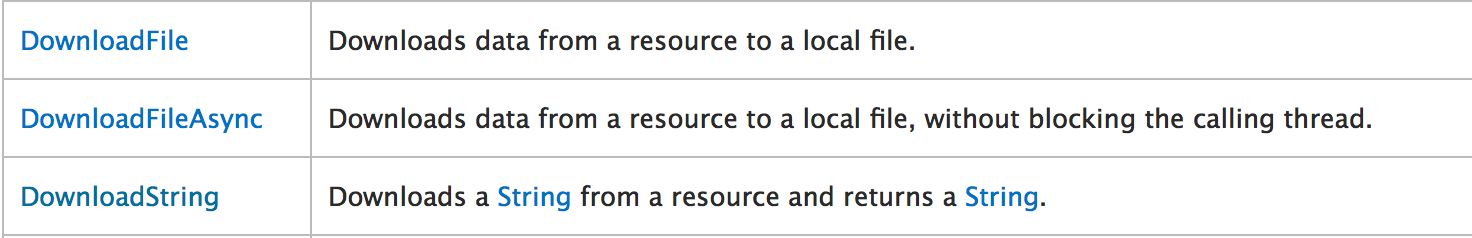 DownloadFile Downloads data from a resource to a local file.
DownloadFileAsync Downloads data from a resource to a local file, without blocking the calling thread.
DownloadString Downloads a String from a resource and returns a String.